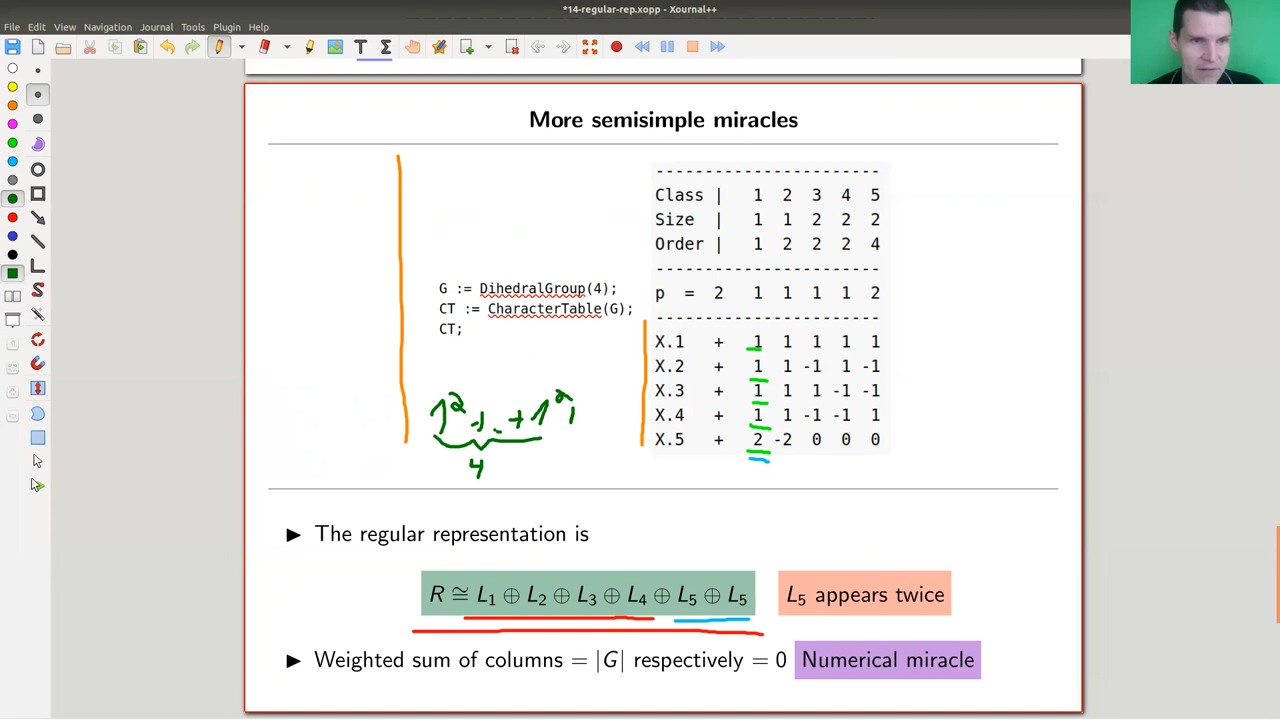 *14-regular-rep.xopp - Xournal++
File Edit View Navigation Journal Tools Plugin Help
More semisimple miracles
G := DihedralGroup(4);
CT := CharacterTable(G);
CT;
-----------------------
Class | 1 2 3 4 5
Size | 1 1 2 2 2
Order | 1 2 2 2 4
-----------------------
p = 2 1 1 1 1 2
-----------------------
X.1 + 1 1 1 1 1
X.2 + 1 1 -1 1 -1
X.3 + 1 1 1 -1 -1
X.4 + 1 1 -1 -1 1
X.5 + 2 -2 0 0 0
1² + .. + 1²
4
▶ The regular representation is
R ≅ L₁ ⊕ L₂ ⊕ L₃ ⊕ L₄ ⊕ L₅ ⊕ L₅ L₅ appears twice
▶ Weighted sum of columns = |G| respectively = 0 Numerical miracle